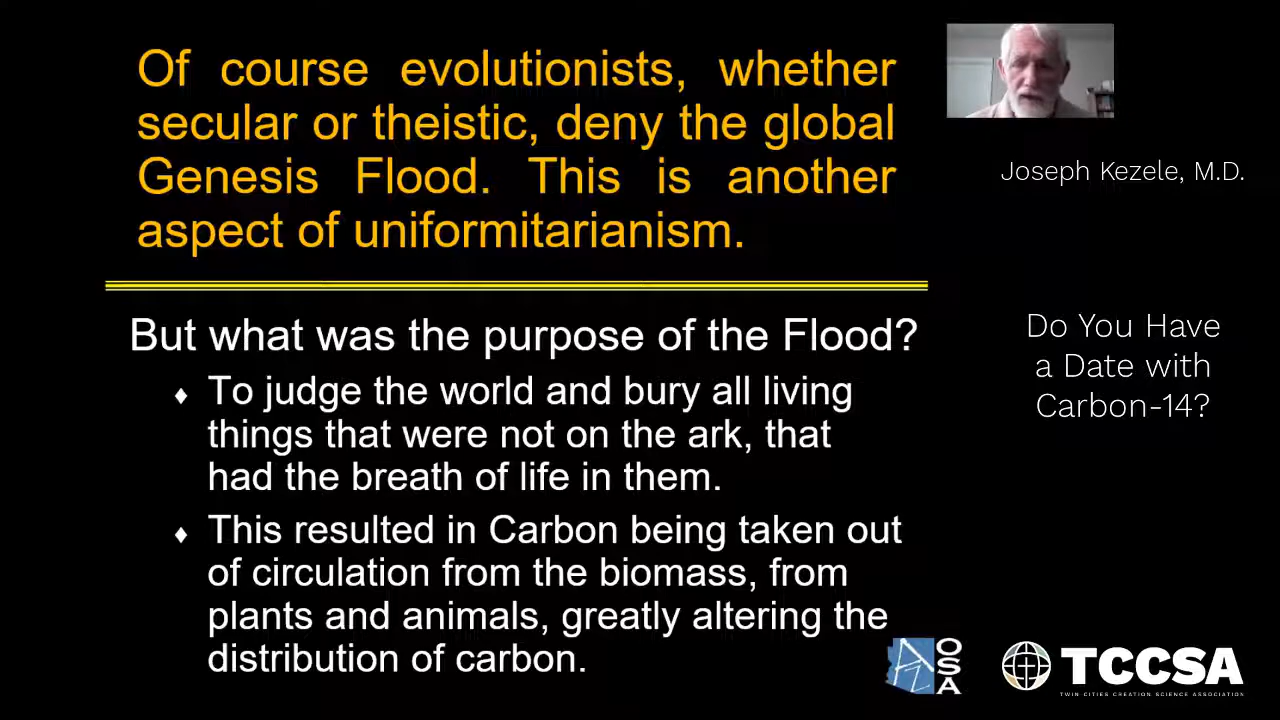 Of course evolutionists, whether
secular or theistic, deny the global
Genesis Flood. This is another
aspect of uniformitarianism.
But what was the purpose of the Flood?
To judge the world and bury all living
things that were not on the ark, that
had the breath of life in them.
This resulted in Carbon being taken out
of circulation from the biomass, from
plants and animals, greatly altering the
distribution of carbon.
Joseph Kezele, M.D.
Do You Have
a Date with
Carbon-14?
AZ
OSA
TCCSA
TWIN CITIES CREATION SCIENCE ASSOCIATION